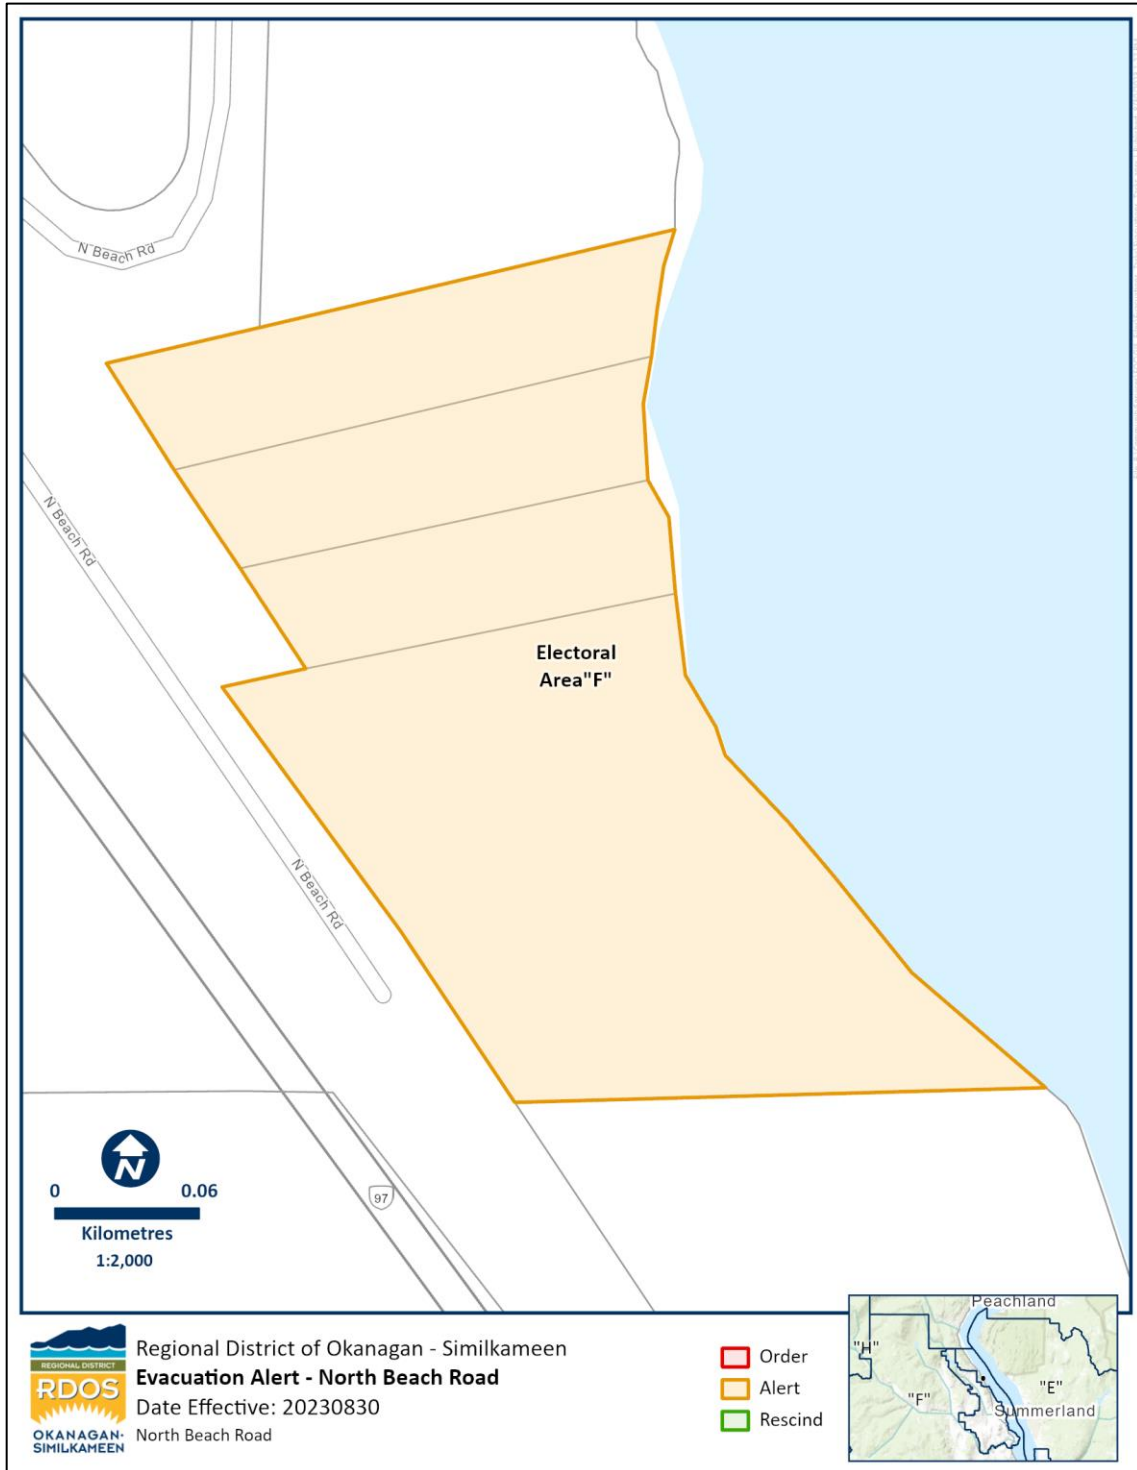 N Beach Rd
N Beach Rd
Electoral
Area"F"
N Beach Rd
97
N
0 0.06
Kilometres
1:2,000
REGIONAL DISTRICT
RDOS
OKANAGAN-
SIMILKAMEEN
Regional District of Okanagan - Similkameen
Evacuation Alert - North Beach Road
Date Effective: 20230830
North Beach Road
Order
Alert
Rescind
Peachland
"H"
"F"
"E"
Summerland